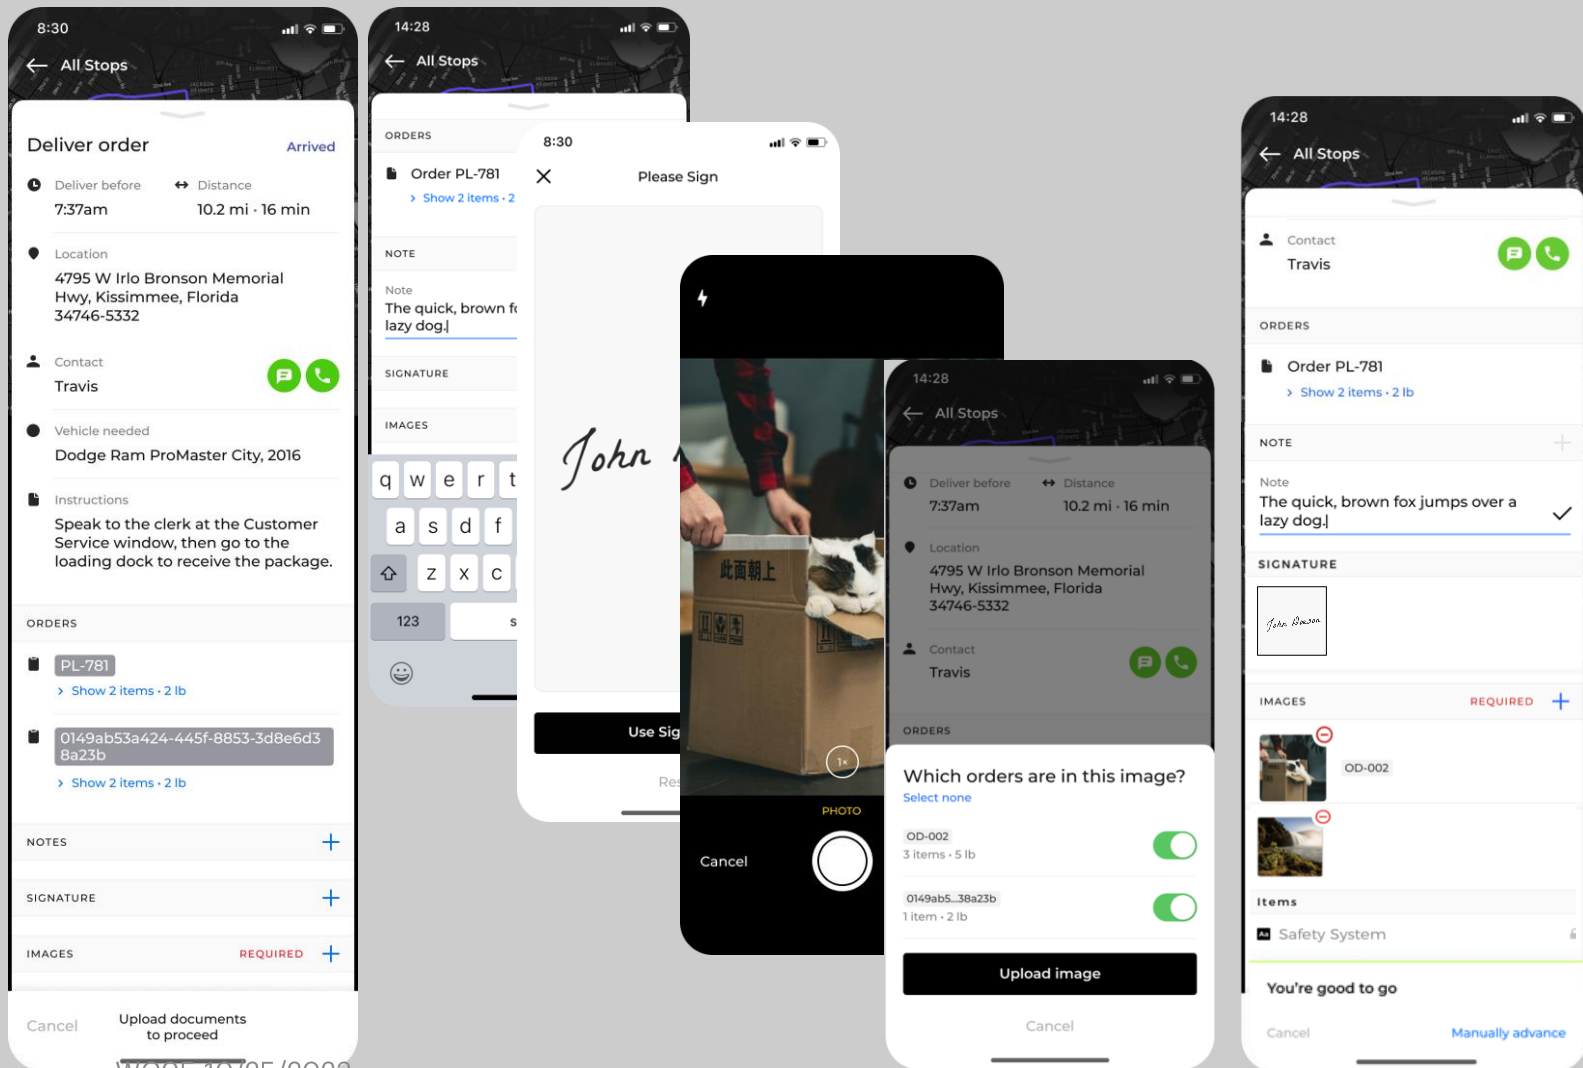 8:30
All Stops
Deliver order
Arrived
Deliver before
Distance
7:37am
10.2 mi · 16 min
Location
4795 W Irlo Bronson Memorial
Hwy, Kissimmee, Florida
34746-5332
Contact
Travis
Vehicle needed
Dodge Ram ProMaster City, 2016
Instructions
Speak to the clerk at the Customer
Service window, then go to the
loading dock to receive the package.
ORDERS
PL-781
Show 2 items · 2 lb
0149ab53a424-445f-8853-3d8e6d3
8a23b
Show 2 items · 2 lb
NOTES
SIGNATURE
IMAGES
REQUIRED
Cancel
Upload documents
to proceed
14:28
All Stops
ORDERS
Order PL-781
Show 2 items · 2
NOTE
Note
The quick, brown fo
lazy dog.
SIGNATURE
IMAGES
q w e r t
a s d f
z x c
123
s
8:30
Please Sign
John
Use Sig
Res
此面朝上
1×
PHOTO
Cancel
14:28
All Stops
Deliver before
Distance
7:37am
10.2 mi · 16 min
Location
4795 W Irlo Bronson Memorial
Hwy, Kissimmee, Florida
34746-5332
Contact
Travis
ORDERS
Which orders are in this image?
Select none
OD-002
3 items · 5 lb
0149ab5...38a23b
1 item · 2 lb
Upload image
Cancel
14:28
All Stops
Contact
Travis
ORDERS
Order PL-781
Show 2 items · 2 lb
NOTE
Note
The quick, brown fox jumps over a
lazy dog.
SIGNATURE
John Dowson
IMAGES
REQUIRED
OD-002
Items
Aa
Safety System
You're good to go
Cancel
Manually advance